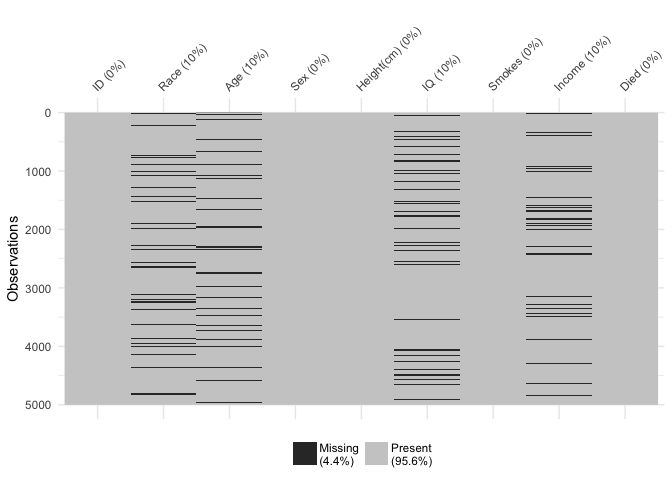 ID (0%)
Race (10%)
Age (10%)
Sex (0%)
Height(cm) (0%)
IQ (10%)
Smokes (0%)
Income (10%)
Died (0%)
Observations
0
1000
2000
3000
4000
5000
Missing
(4.4%)
Present
(95.6%)